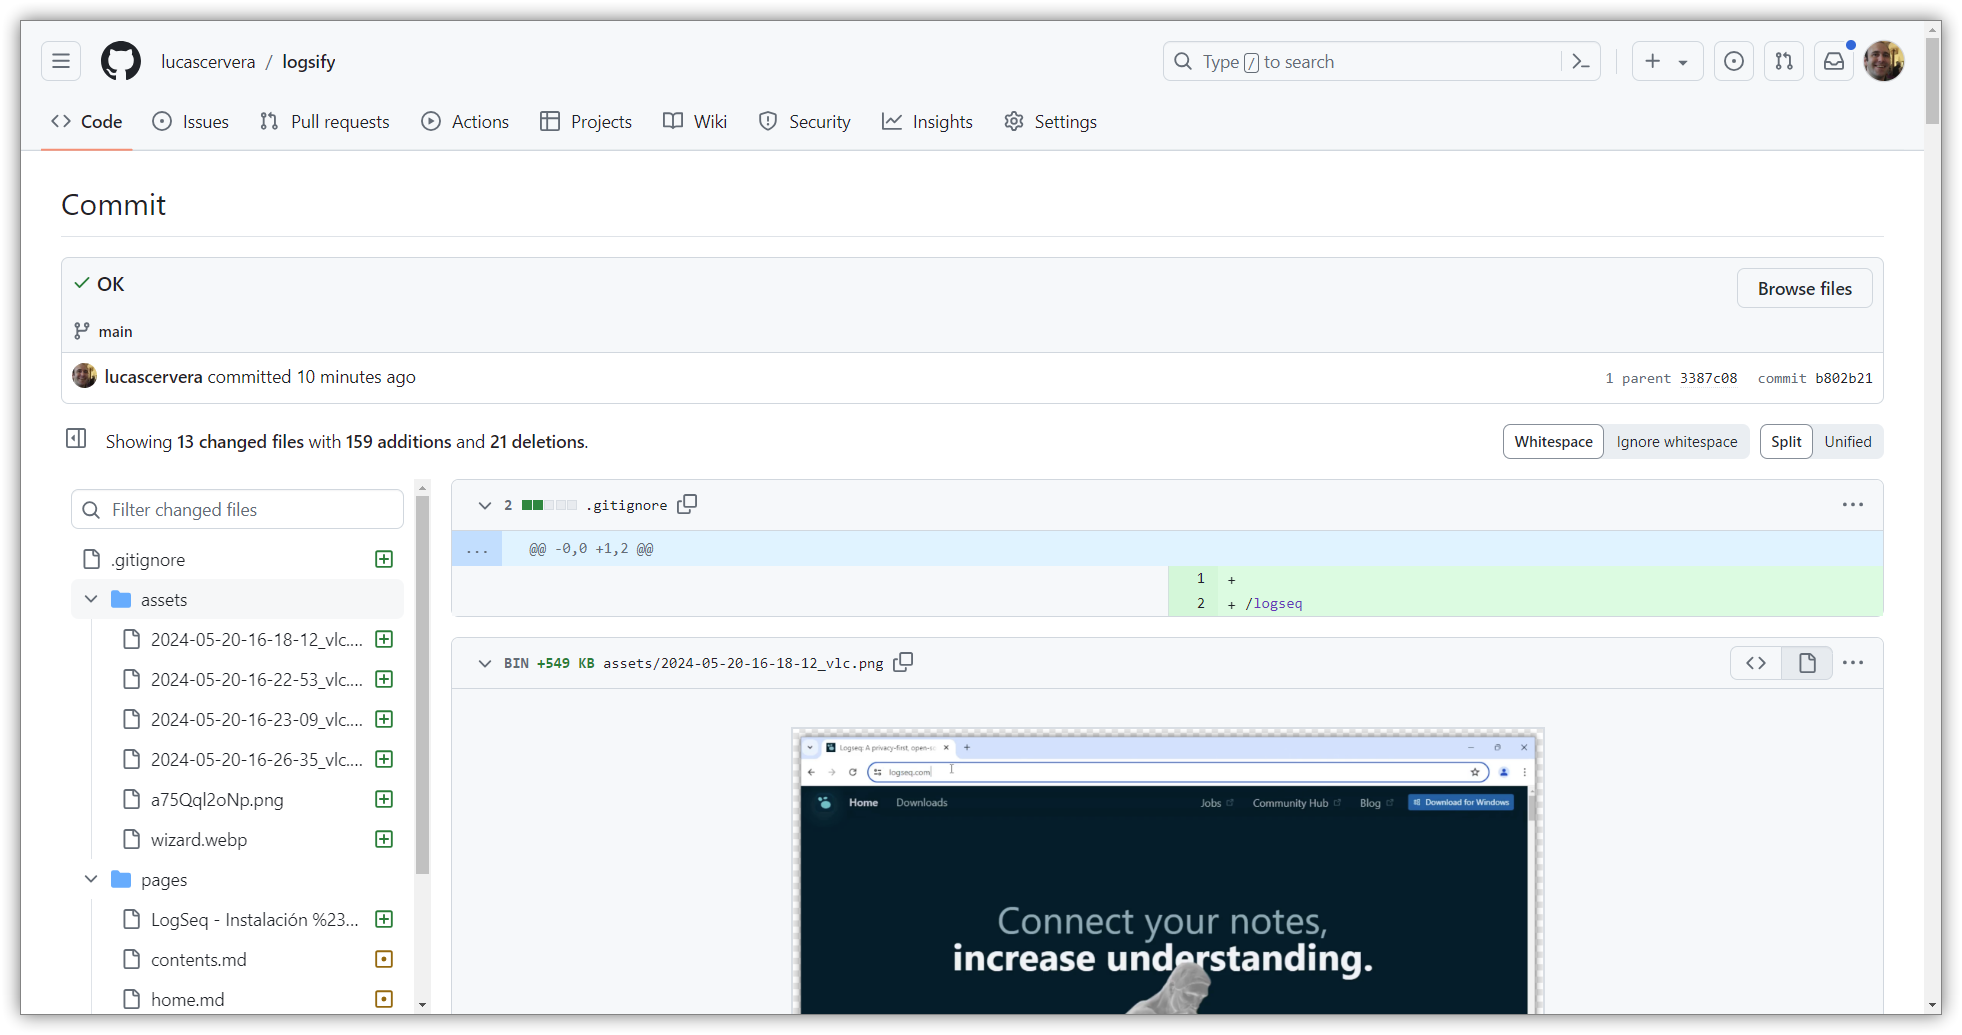 lucascervera / logsify
Type / to search
Code Issues Pull requests Actions Projects Wiki Security Insights Settings
Commit
OK
Browse files
main
lucascervera committed 10 minutes ago
1 parent 3387c08 commit b802b21
Showing 13 changed files with 159 additions and 21 deletions.
Whitespace Ignore whitespace Split Unified
Filter changed files
.gitignore
assets
2024-05-20-16-18-12_vlc....
2024-05-20-16-22-53_vlc....
2024-05-20-16-23-09_vlc....
2024-05-20-16-26-35_vlc....
a75Qql2oNp.png
wizard.webp
pages
LogSeq - Instalación %23...
contents.md
home.md
2 .gitignore
... @@ -0,0 +1,2 @@
1 +
2 + /logseq
BIN +549 KB assets/2024-05-20-16-18-12_vlc.png
Logseq: A privacy-first, open-so
logseq.com
Home Downloads Jobs Community Hub Blog Download for Windows
Connect your notes,
increase understanding.